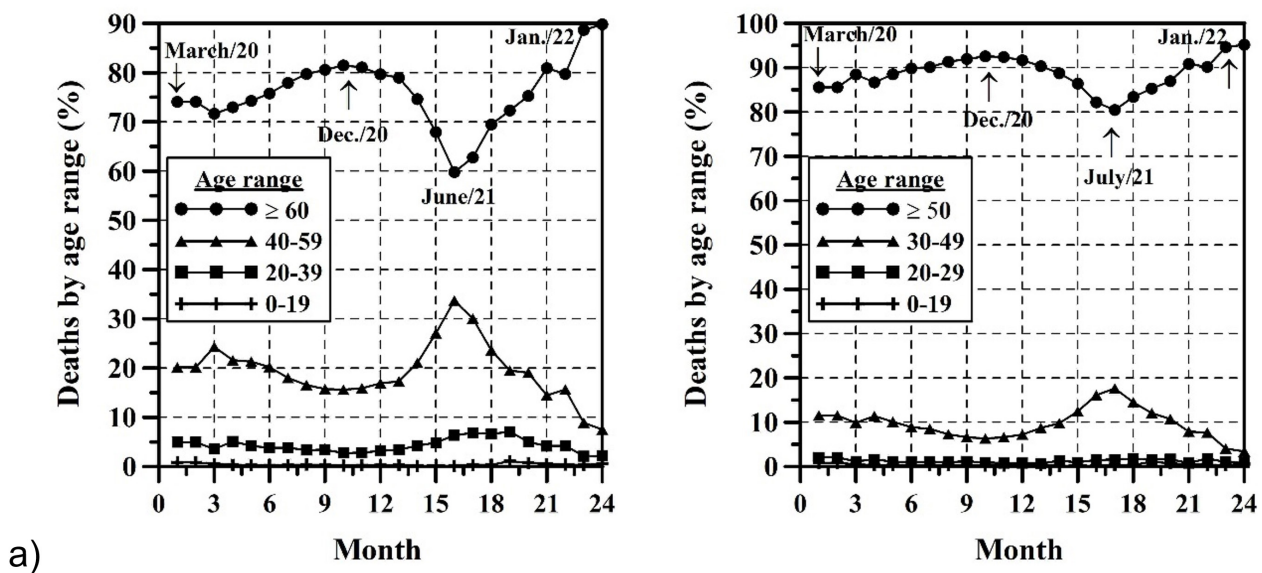 90
80
70
60
50
40
30
20
10
0
Deaths by age range (%)
March/20
Dec./20
June/21
Jan./22
Age range
≥ 60
40-59
20-39
0-19
0 3 6 9 12 15 18 21 24
Month
100
90
80
70
60
50
40
30
20
10
0
Deaths by age range (%)
March/20
Dec./20
July/21
Jan./22
Age range
≥ 50
30-49
20-29
0-19
0 3 6 9 12 15 18 21 24
Month
a)